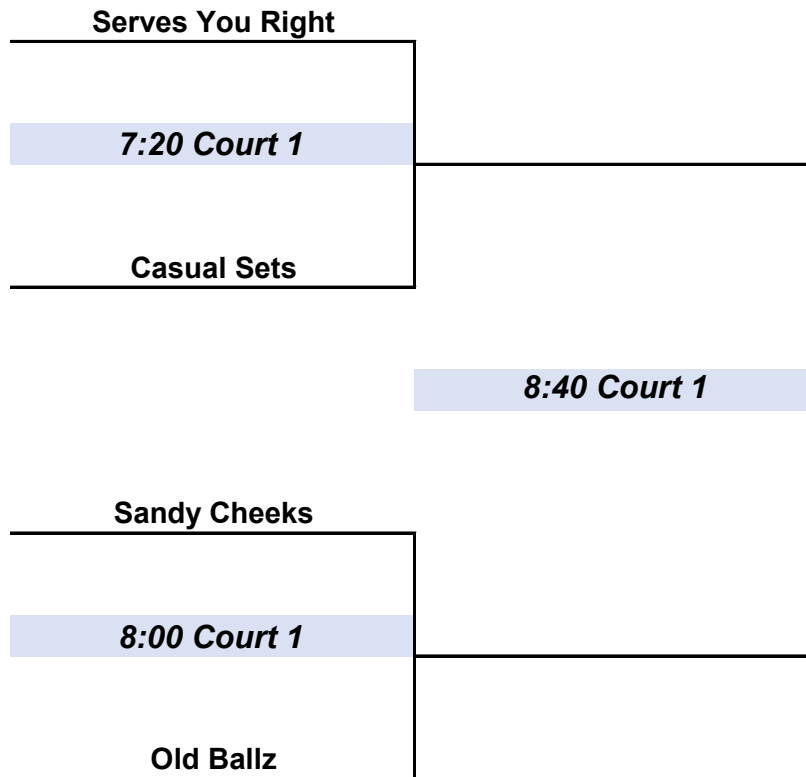 Serves You Right
7:20 Court 1
Casual Sets
8:40 Court 1
Sandy Cheeks
8:00 Court 1
Old Ballz